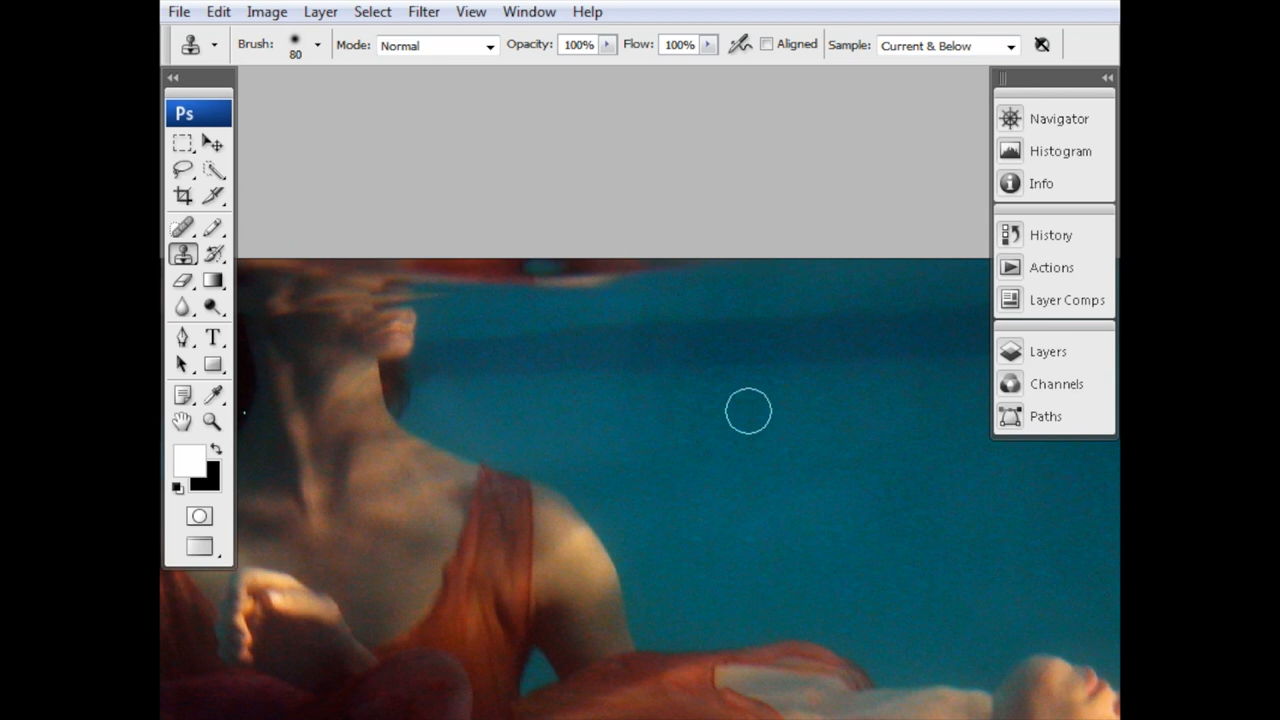 File Edit Image Layer Select Filter View Window Help
Brush: 80 Mode: Normal Opacity: 100% Flow: 100% Aligned Sample: Current & Below
Ps
T
Navigator
Histogram
Info
History
Actions
Layer Comps
Layers
Channels
Paths